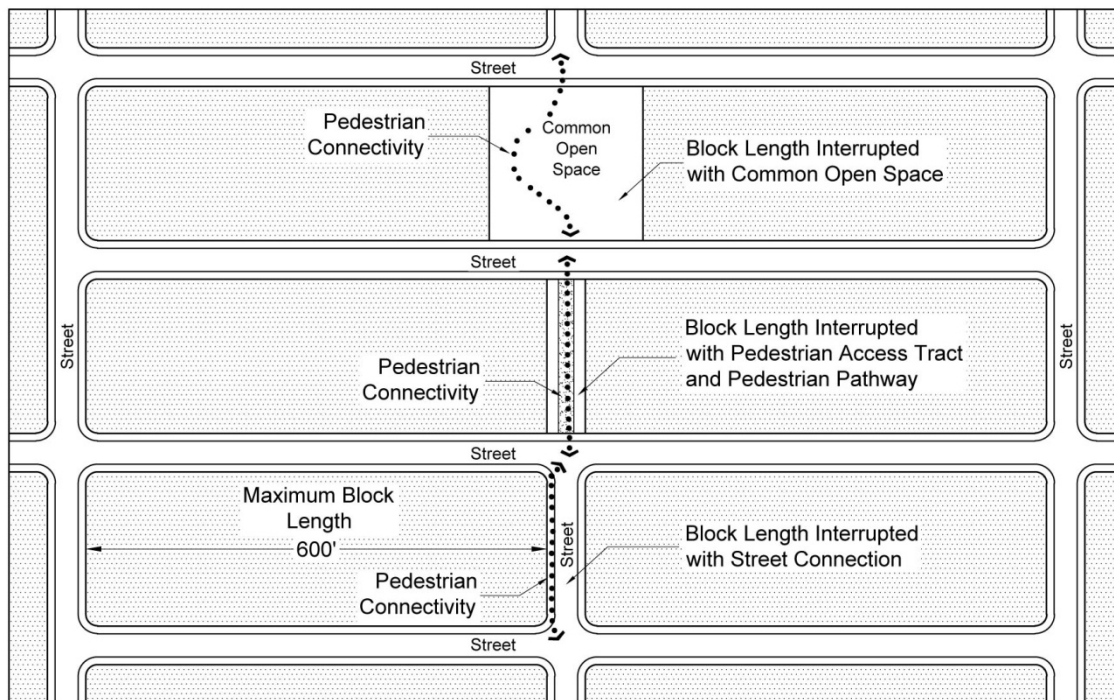 Street
Pedestrian
Connectivity
Common
Open
Space
Block Length Interrupted
with Common Open Space
Street
Street
Pedestrian
Connectivity
Block Length Interrupted
with Pedestrian Access Tract
and Pedestrian Pathway
Street
Street
Maximum Block
Length
600'
Pedestrian
Connectivity
Street
Block Length Interrupted
with Street Connection
Street